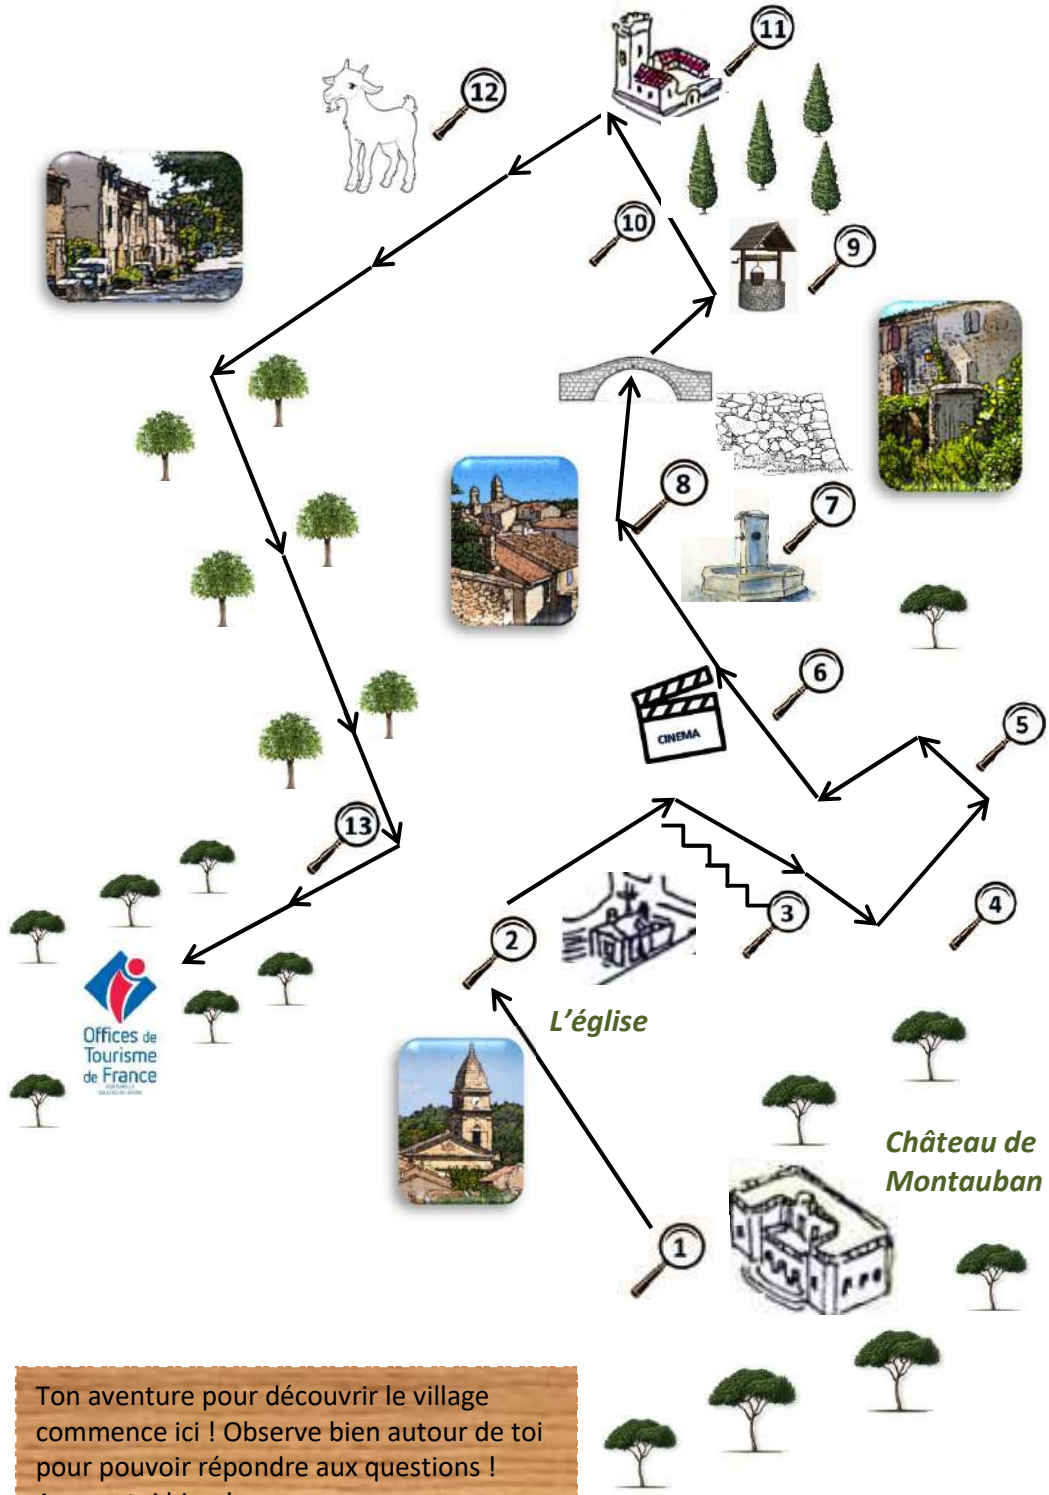 11
12
10
9
8
7
6
CINEMA
5
13
4
3
2
L'église
Offices de
Tourisme
de France
Château de
Montauban
1
Ton aventure pour découvrir le village
commence ici ! Observe bien autour de toi
pour pouvoir répondre aux questions !